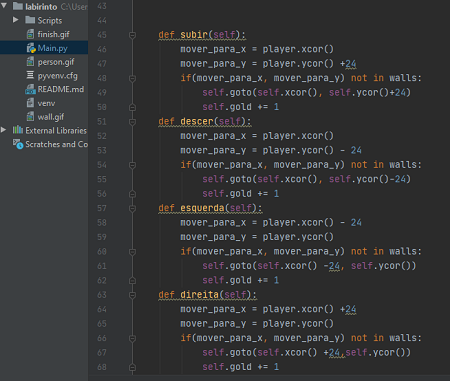 labirinto C:\User
Scripts
finish.gif
Main.py
person.gif
pyvenv.cfg
README.md
venv
wall.gif
External Libraries
Scratches and Co
43
44
45 def subir(self):
46 mover_para_x = player.xcor()
47 mover_para_y = player.ycor() +24
48 if(mover_para_x, mover_para_y) not in walls:
49 self.goto(self.xcor(), self.ycor()+24)
50 self.gold += 1
51 def descer(self):
52 mover_para_x = player.xcor()
53 mover_para_y = player.ycor() - 24
54 if(mover_para_x, mover_para_y) not in walls:
55 self.goto(self.xcor(), self.ycor()-24)
56 self.gold += 1
57 def esquerda(self):
58 mover_para_x = player.xcor() - 24
59 mover_para_y = player.ycor()
60 if(mover_para_x, mover_para_y) not in walls:
61 self.goto(self.xcor() -24, self.ycor())
62 self.gold += 1
63 def direita(self):
64 mover_para_x = player.xcor() +24
65 mover_para_y = player.ycor()
66 if(mover_para_x, mover_para_y) not in walls:
67 self.goto(self.xcor() +24,self.ycor())
68 self.gold += 1